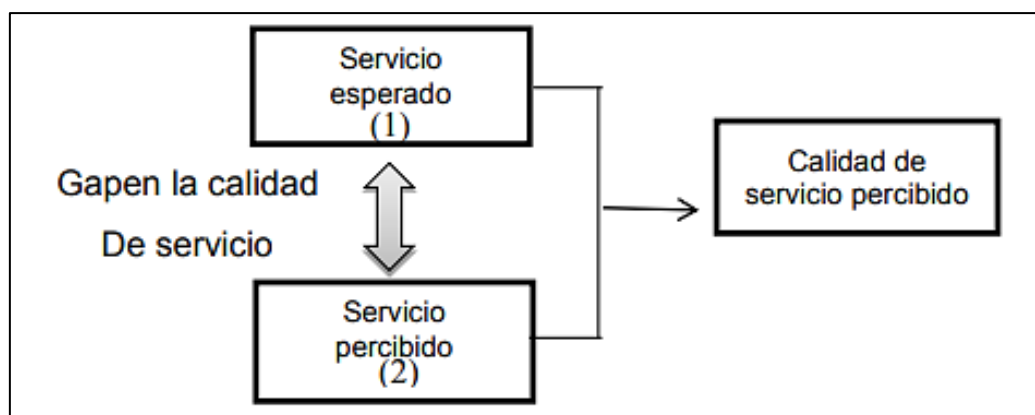 Servicio
esperado
(1)
Gapen la calidad
De servicio
Servicio
percibido
(2)
Calidad de
servicio percibido